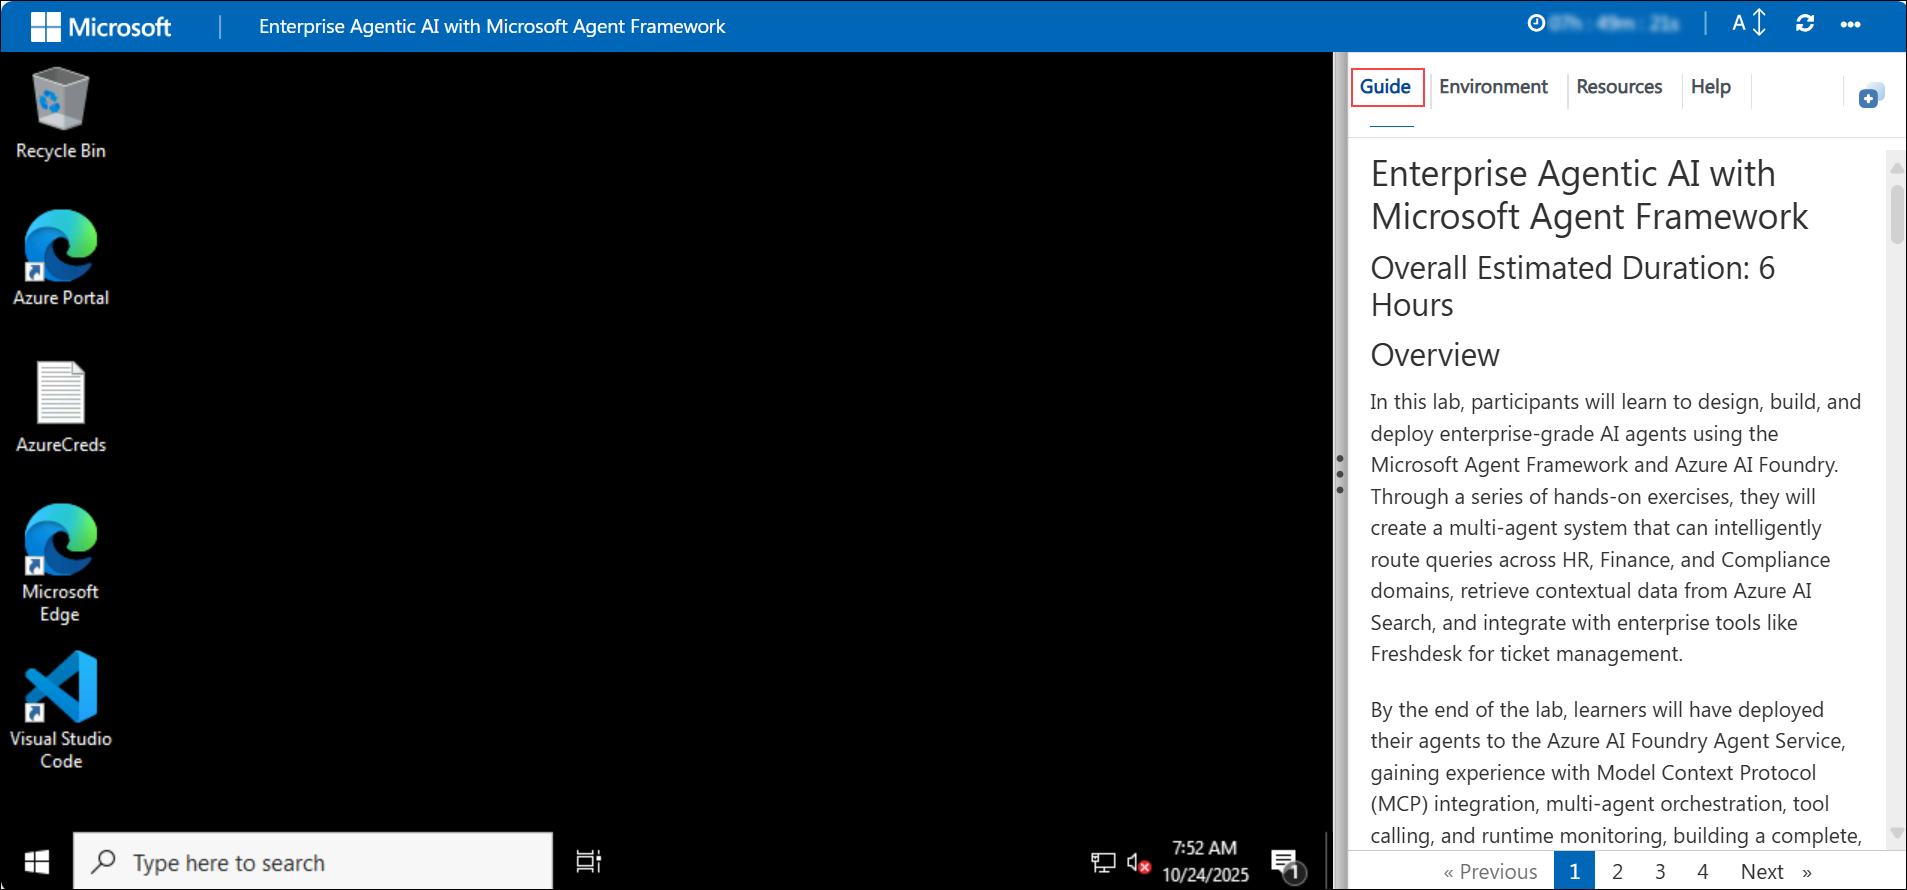 Microsoft
Enterprise Agentic AI with Microsoft Agent Framework
A
Recycle Bin
Azure Portal
AzureCreds
Microsoft
Edge
Visual Studio
Code
Type here to search
7:52 AM
10/24/2025
1
Guide
Environment
Resources
Help
Enterprise Agentic AI with
Microsoft Agent Framework
Overall Estimated Duration: 6
Hours
Overview
In this lab, participants will learn to design, build, and
deploy enterprise-grade AI agents using the
Microsoft Agent Framework and Azure AI Foundry.
Through a series of hands-on exercises, they will
create a multi-agent system that can intelligently
route queries across HR, Finance, and Compliance
domains, retrieve contextual data from Azure AI
Search, and integrate with enterprise tools like
Freshdesk for ticket management.
By the end of the lab, learners will have deployed
their agents to the Azure AI Foundry Agent Service,
gaining experience with Model Context Protocol
(MCP) integration, multi-agent orchestration, tool
calling, and runtime monitoring, building a complete,
« Previous 1 2 3 4 Next »